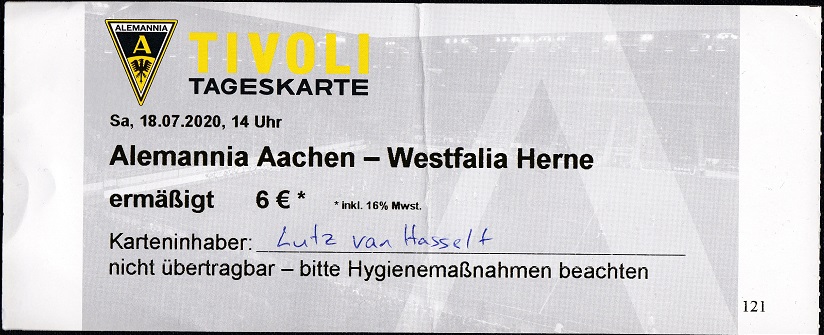 ALEMANNIA
A
TIVOLI
TAGESKARTE
Sa, 18.07.2020, 14 Uhr
Alemannia Aachen – Westfalia Herne
ermäßigt 6 € * * inkl. 16% Mwst.
Karteninhaber: Lutz van Hasselt
nicht übertragbar – bitte Hygienemaßnahmen beachten
121